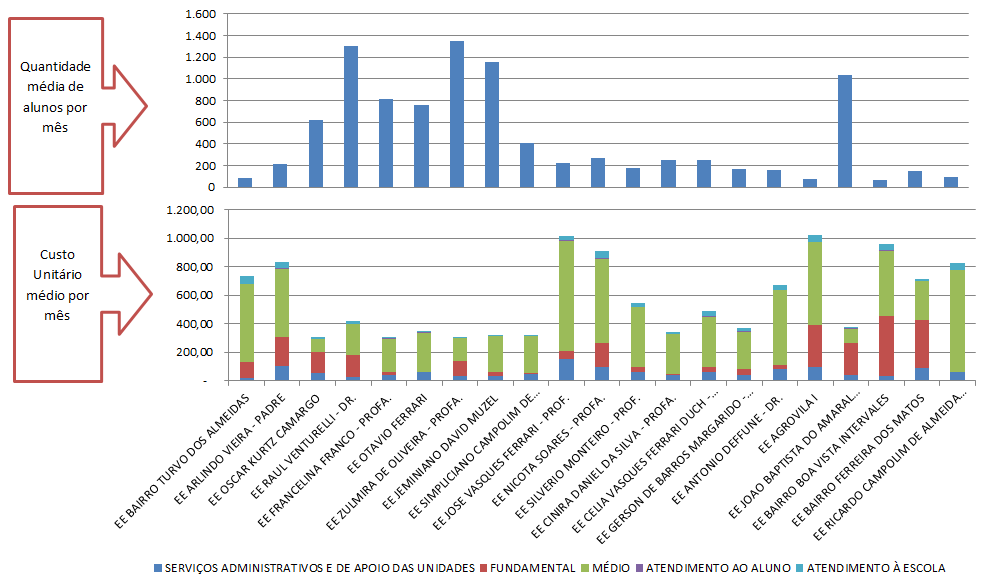 Quantidade
média de
alunos por
mês
1.600
1.400
1.200
1.000
800
600
400
200
0
Custo
Unitário
médio por
mês
1.200,00
1.000,00
800,00
600,00
400,00
200,00
-
EE BAIRRO TURVO DOS ALMEIDAS
EE ARLINDO VIEIRA - PADRE
EE OSCAR KURTZ CAMARGO
EE RAUL VENTURELLI - DR.
EE FRANCELINA FRANCO - PROFA.
EE OTAVIO FERRARI
EE ZULMIRA DE OLIVEIRA - PROFA.
EE JEMINIANO DAVID MUZEL
EE SIMPLICIANO CAMPOLIM DE...
EE JOSE VASQUES FERRARI - PROF.
EE NICOTA SOARES - PROFA.
EE SILVERIO MONTEIRO - PROF.
EE CINIRA DANIEL DA SILVA - PROFA.
EE CELIA VASQUES FERRARI DUCH -...
EE GERSON DE BARROS MARGARIDO -...
EE ANTONIO DEFFUNE - DR.
EE AGROVILA I
EE JOAO BAPTISTA DO AMARAL...
EE BAIRRO BOA VISTA INTERVALES
EE BAIRRO FERREIRA DOS MATOS
EE RICARDO CAMPOLIM DE ALMEIDA...
SERVIÇOS ADMINISTRATIVOS E DE APOIO DAS UNIDADES FUNDAMENTAL MÉDIO ATENDIMENTO AO ALUNO ATENDIMENTO À ESCOLA